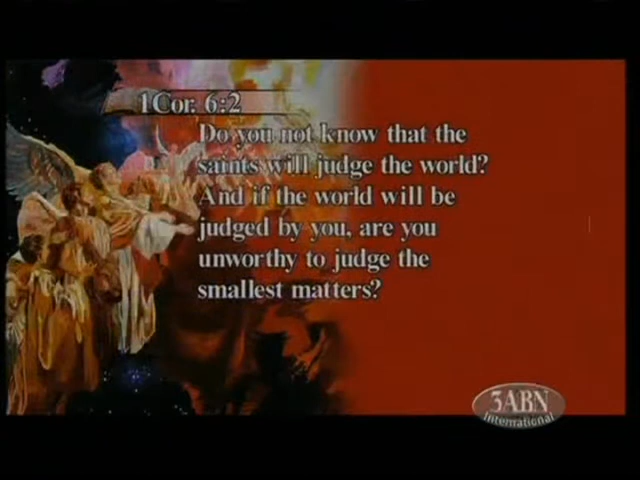 1Cor. 6:2
Do you not know that the
saints will judge the world?
And if the world will be
judged by you, are you
unworthy to judge the
smallest matters?
3ABN
International